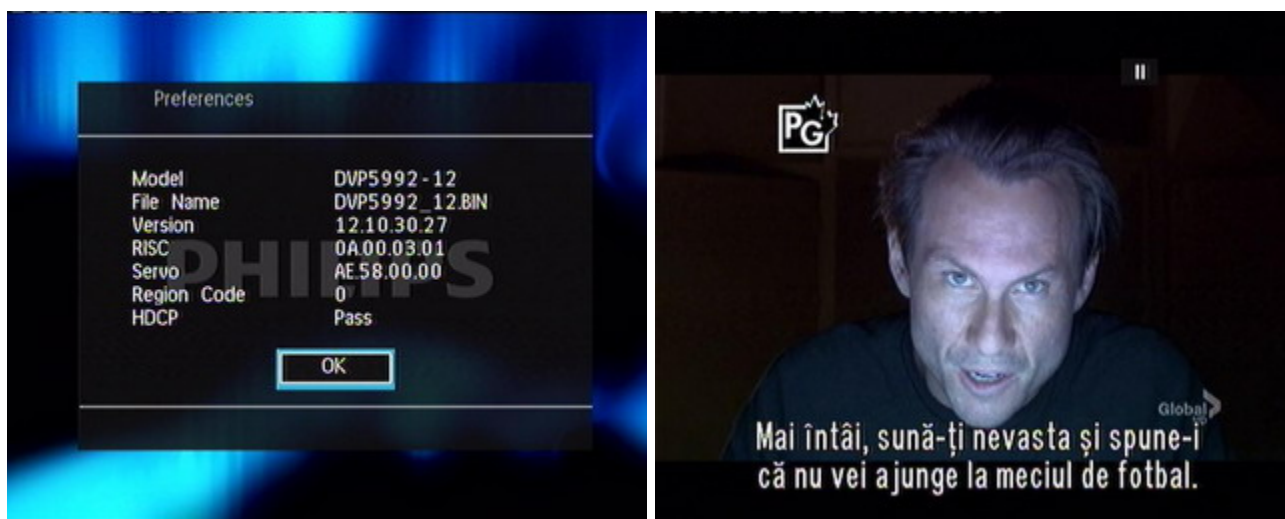 Preferences
Model DVP5992-12
File Name DVP5992_12.BIN
Version 12.10.30.27
RISC 0A.00.03.01
Servo AE.58.00.00
Region Code 0
HDCP Pass
PHILIPS
OK
PG
Global
HD
Mai întâi, sună-ți nevasta și spune-i
că nu vei ajunge la meciul de fotbal.